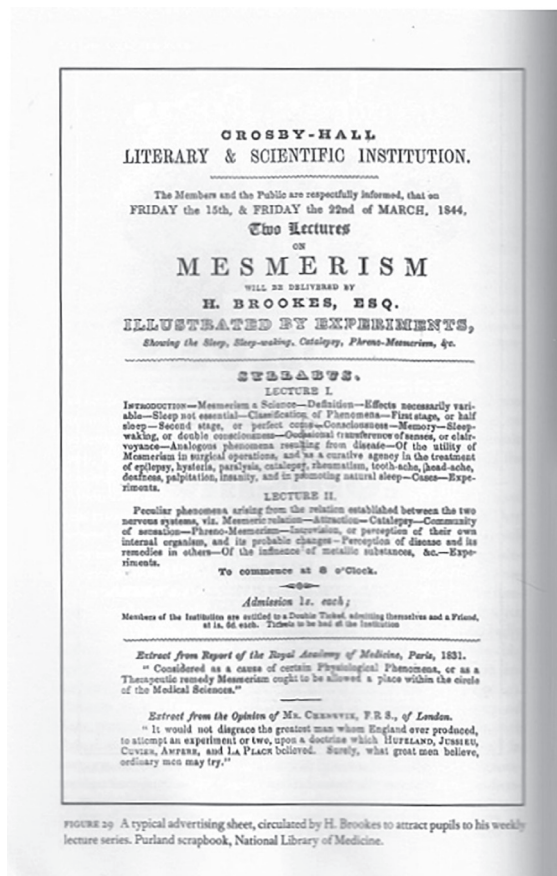 CROSBY-HALL
LITERARY & SCIENTIFIC INSTITUTION.
The Members and the Public are respectfully informed, that on
FRIDAY the 15th, & FRIDAY the 22nd of MARCH, 1844,
Two Lectures
ON
MESMERISM
WILL BE DELIVERED BY
H. BROOKES, ESQ.
ILLUSTRATED BY EXPERIMENTS,
Showing the Sleep, Sleep-waking, Catalepsy, Phreno-Mesmerism, &c.
SYLLABUS.
LECTURE I.
INTRODUCTION—Mesmerism a Science—Definition—Effects necessarily vari-
able—Sleep not essential—Classification of Phenomena—First stage, or half
sleep—Second stage, or perfect coma—Consciousness—Memory—Sleep-
waking, or double consciousness—Occasional transference of senses, or clair-
voyance—Analogous phenomena resulting from disease—Of the utility of
Mesmerism in surgical operations, and as a curative agency in the treatment
of epilepsy, hysteria, paralysis, catalepsy, rheumatism, tooth-ache, head-ache,
deafness, palpitation, insanity, and in promoting natural sleep—Cases—Expe-
riments.
LECTURE II.
Peculiar phenomena arising from the relation established between the two
nervous systems, viz. Mesmeric relation—Attraction—Catalepsy—Community
of sensation—Phreno-Mesmerism—Introvision, or perception of their own
internal organism, and its probable changes—Perception of disease and its
remedies in others—Of the influence of metallic substances, &c.—Expe-
riments.
To commence at 8 o'Clock.
Admission 1s. each;
Members of the Institution are entitled to a Double Ticket, admitting themselves and a Friend,
at 1s. 6d. each. Tickets to be had at the Institution
Extract from Report of the Royal Academy of Medicine, Paris, 1831.
" Considered as a cause of certain Physiological Phenomena, or as a
Therapeutic remedy Mesmerism ought to be allowed a place within the circle
of the Medical Sciences."
Extract from the Opinion of MR. CHENEVIX, F.R S., of London.
" It would not disgrace the greatest man whom England ever produced,
to attempt an experiment or two, upon a doctrine which HUFELAND, JUSSIEU,
CUVIER, AMPERE, and LA PLACE believed. Surely, what great men believe,
ordinary men may try."
FIGURE 29 A typical advertising sheet, circulated by H. Brookes to attract pupils to his weekly
lecture series. Purland scrapbook, National Library of Medicine.